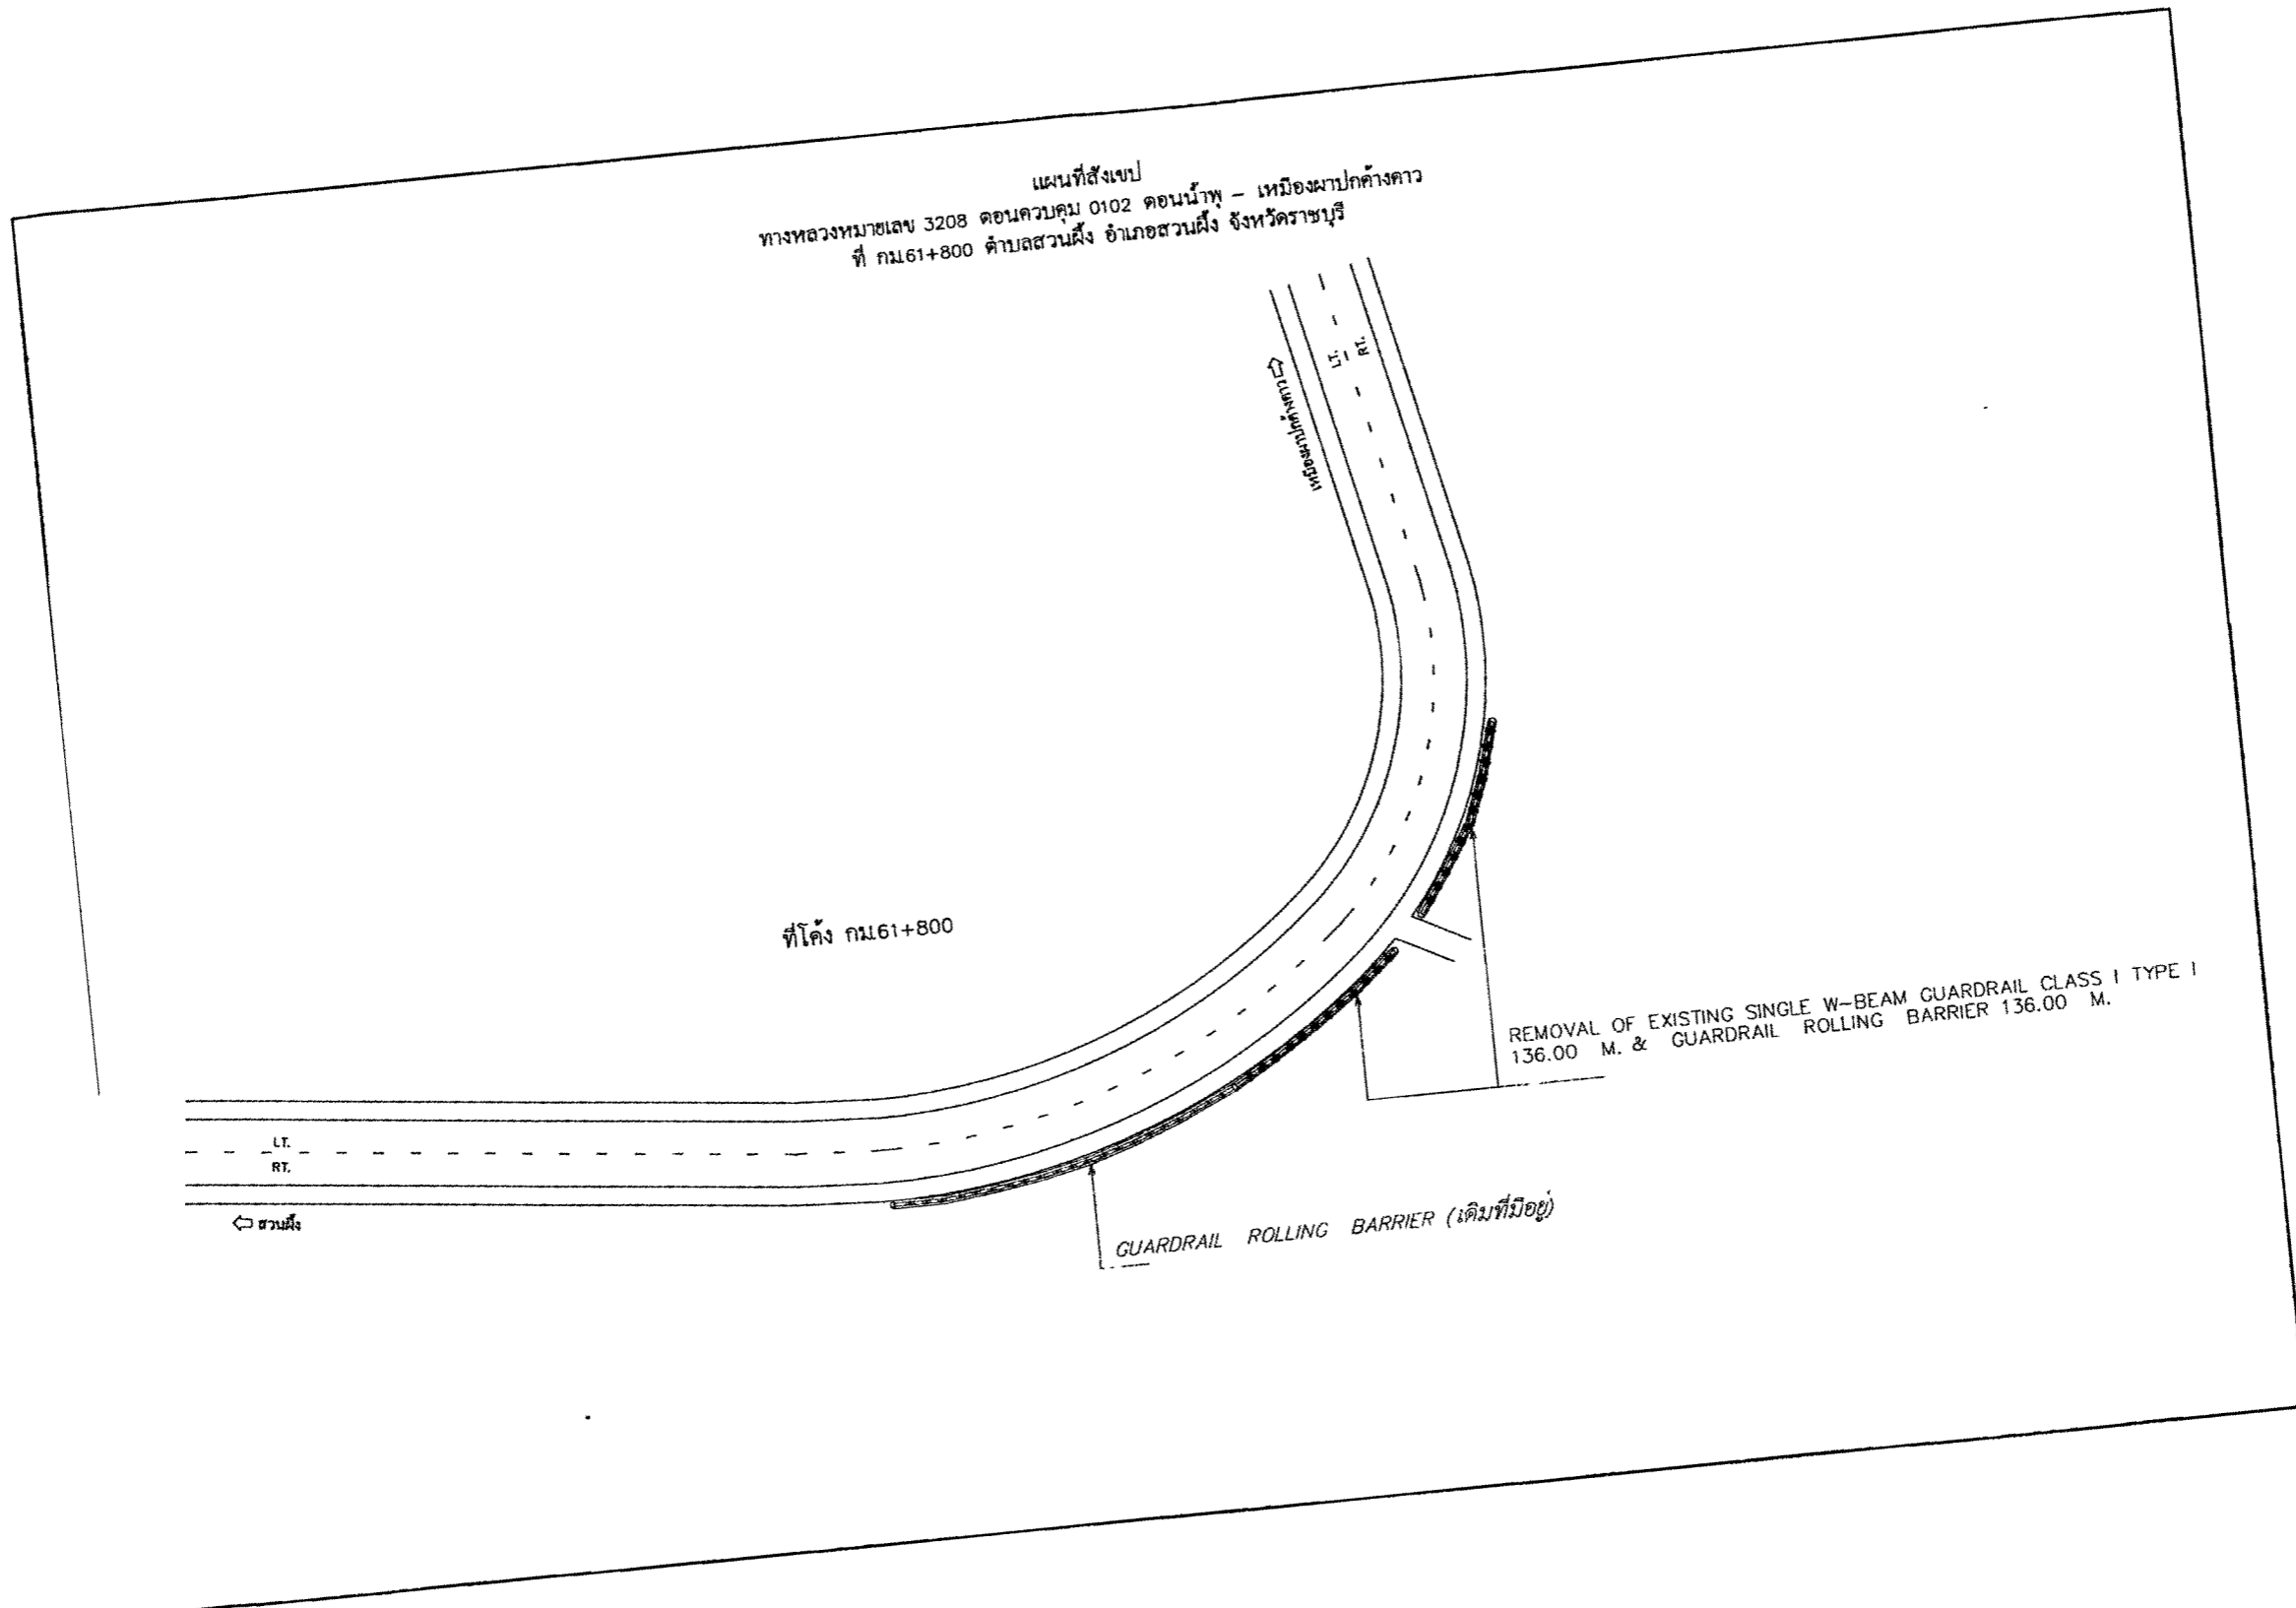 แผนที่สังเขป
ทางหลวงหมายเลข 3208 ตอนควบคุม 0102 ตอนน้ำพุ - เหมืองผาปกค้างคาว
ที่ กม.61+800 ตำบลสวนผึ้ง อำเภอสวนผึ้ง จังหวัดราชบุรี
LT.
RT.
เหมืองผาปกค้างคาว
ที่โค้ง กม.61+800
REMOVAL OF EXISTING SINGLE W-BEAM GUARDRAIL CLASS I TYPE I
136.00 M. & GUARDRAIL ROLLING BARRIER 136.00 M.
LT.
RT.
สวนผึ้ง
GUARDRAIL ROLLING BARRIER (เดิมที่มีอยู่)